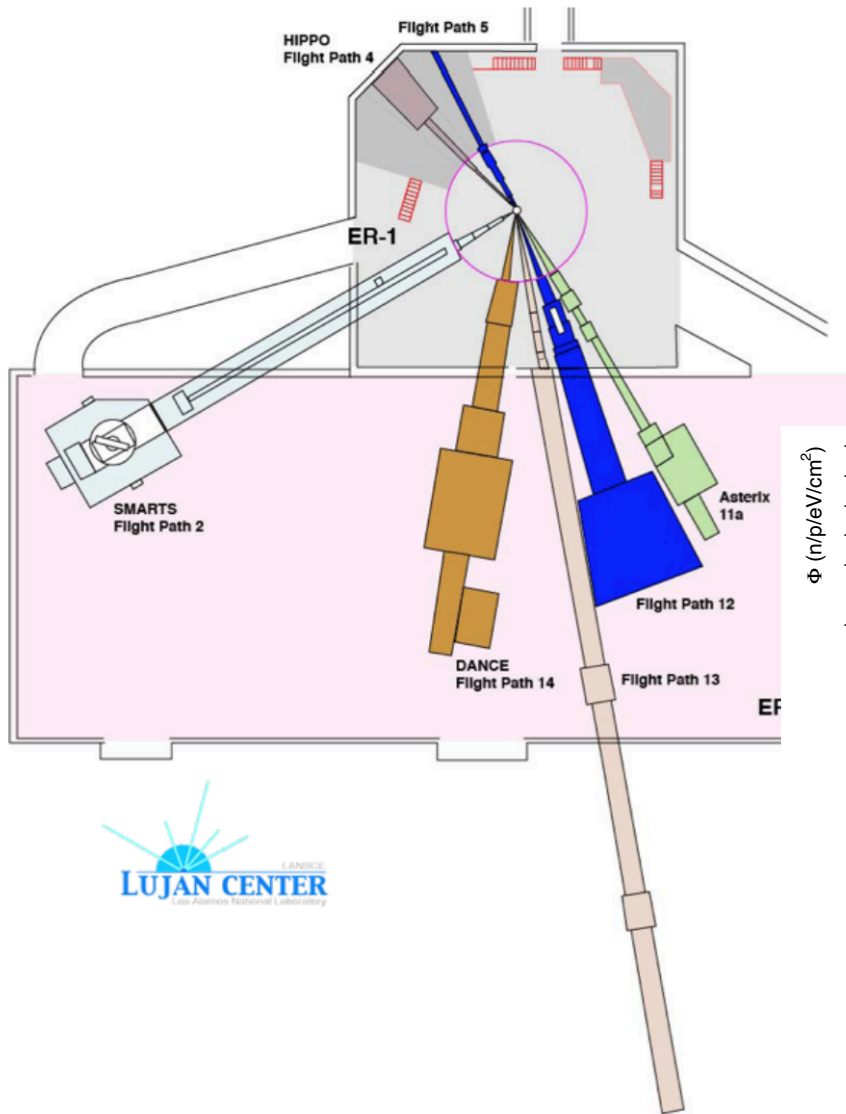 Flight Path 5
HIPPO
Flight Path 4
ER-1
SMARTS
Flight Path 2
Asterix
11a
Φ (n/p/eV/cm²)
Flight Path 12
DANCE
Flight Path 14
Flight Path 13
ER
LANSCE
LUJAN CENTER
Los Alamos National Laboratory